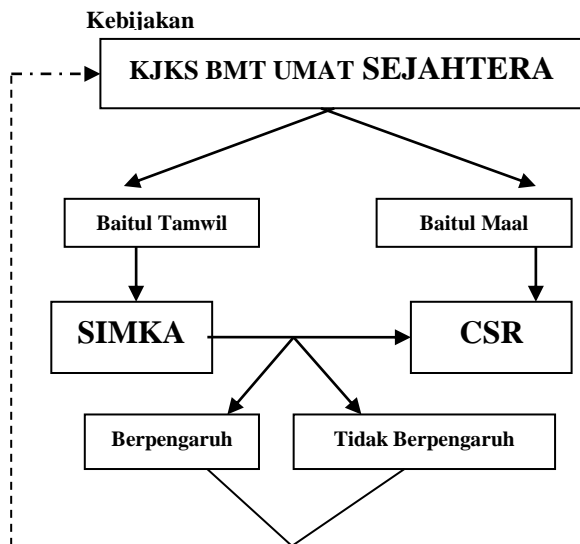 Kebijakan
KJKS BMT UMAT SEJAHTERA
Baitul Tamwil
Baitul Maal
SIMKA
CSR
Berpengaruh
Tidak Berpengaruh